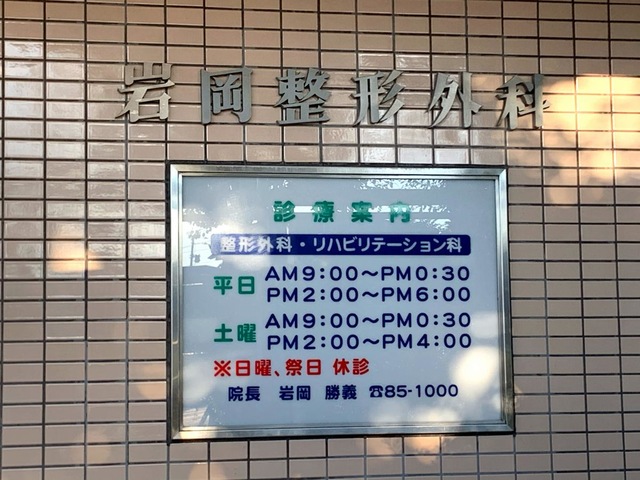 岩岡整形外科
診療案内
整形外科・リハビリテーション科
平日 AM9:00〜PM0:30
PM2:00〜PM6:00
土曜 AM9:00〜PM0:30
PM2:00〜PM4:00
※日曜、祭日 休診
院長 岩岡 勝義 ☎85-1000